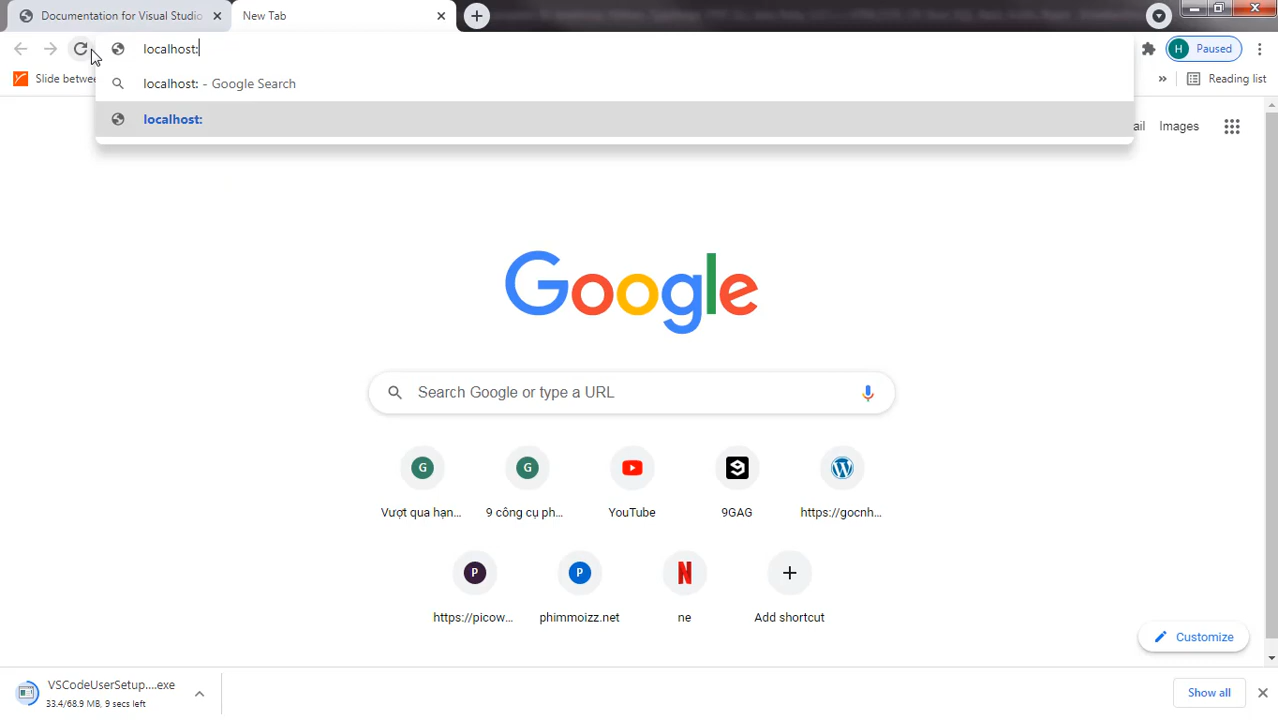 Documentation for Visual Studio
New Tab
localhost:
H Paused
localhost: - Google Search
localhost:
Slide betwe
»
Reading list
ail
Images
Google
Search Google or type a URL
G
G
Vượt qua hạn...
9 công cụ ph...
YouTube
9GAG
https://gocnh...
P
P
N
https://picow...
phimmoizz.net
ne
Add shortcut
Customize
VSCodeUserSetup....exe
33.4/68.9 MB, 9 secs left
Show all